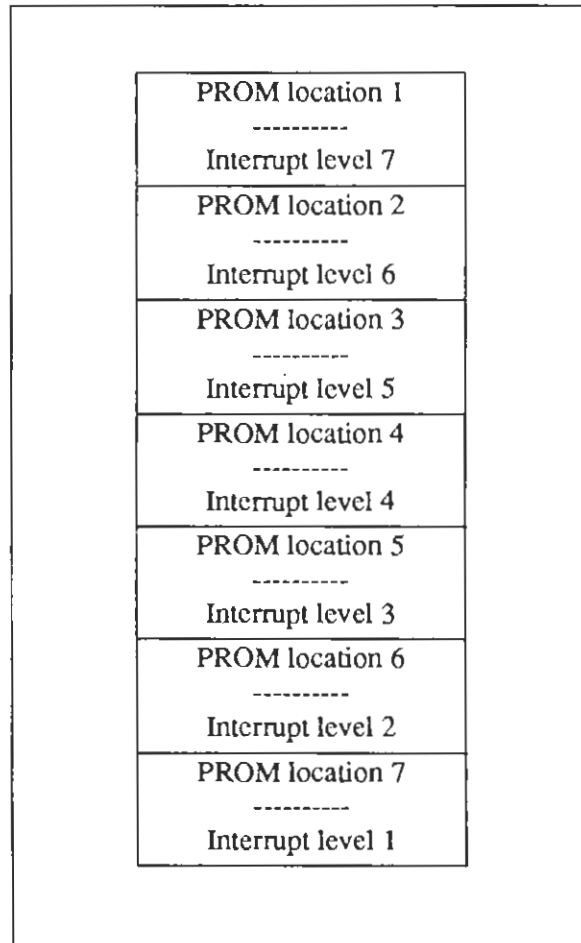 PROM location 1
----------
Interrupt level 7
PROM location 2
----------
Interrupt level 6
PROM location 3
----------
Interrupt level 5
PROM location 4
----------
Interrupt level 4
PROM location 5
----------
Interrupt level 3
PROM location 6
----------
Interrupt level 2
PROM location 7
----------
Interrupt level 1